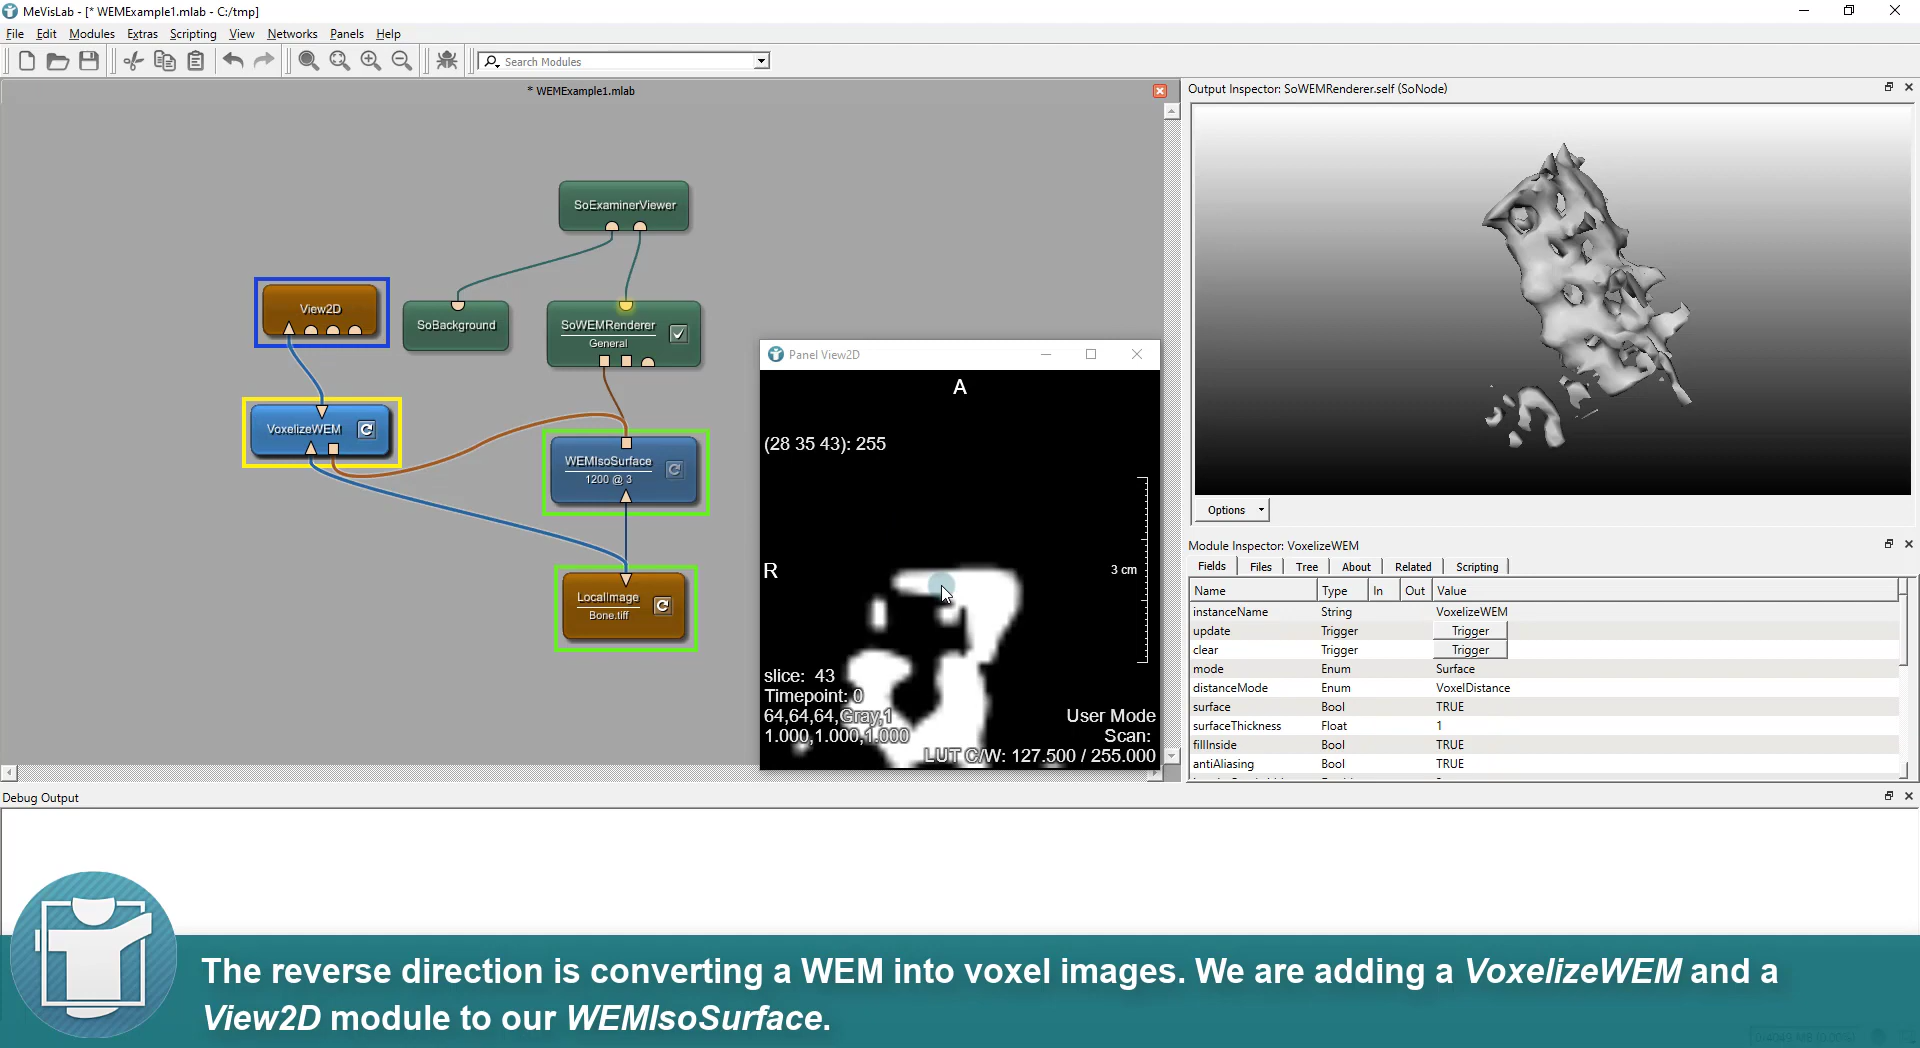 MeVisLab - [* WEMExample1.mlab - C:/tmp]
File Edit Modules Extras Scripting View Networks Panels Help
Search Modules
* WEMExample1.mlab
SoExaminerViewer
View2D
SoBackground
SoWEMRenderer
General
VoxelizeWEM
WEMIsoSurface
1200 @ 3
LocalImage
Bone.tiff
Panel View2D
A
(28 35 43): 255
R
3 cm
slice: 43
Timepoint: 0
64,64,64,Gray,1
1.000,1.000,1.000
User Mode
Scan:
LUT C/W: 127.500 / 255.000
Output Inspector: SoWEMRenderer.self (SoNode)
Options
Module Inspector: VoxelizeWEM
Fields Files Tree About Related Scripting
Name Type In Out Value
instanceName String VoxelizeWEM
update Trigger Trigger
clear Trigger Trigger
mode Enum Surface
distanceMode Enum VoxelDistance
surface Bool TRUE
surfaceThickness Float 1
fillInside Bool TRUE
antiAliasing Bool TRUE
Debug Output
The reverse direction is converting a WEM into voxel images. We are adding a VoxelizeWEM and a
View2D module to our WEMIsoSurface.